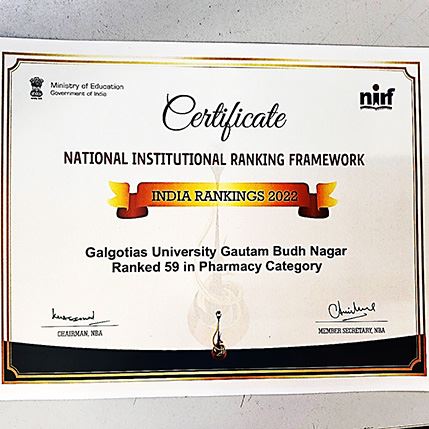 Ministry of Education
Government of India
nirf
Certificate
NATIONAL INSTITUTIONAL RANKING FRAMEWORK
INDIA RANKINGS 2022
Galgotias University Gautam Budh Nagar
Ranked 59 in Pharmacy Category
CHAIRMAN, NBA
MEMBER SECRETARY, NBA